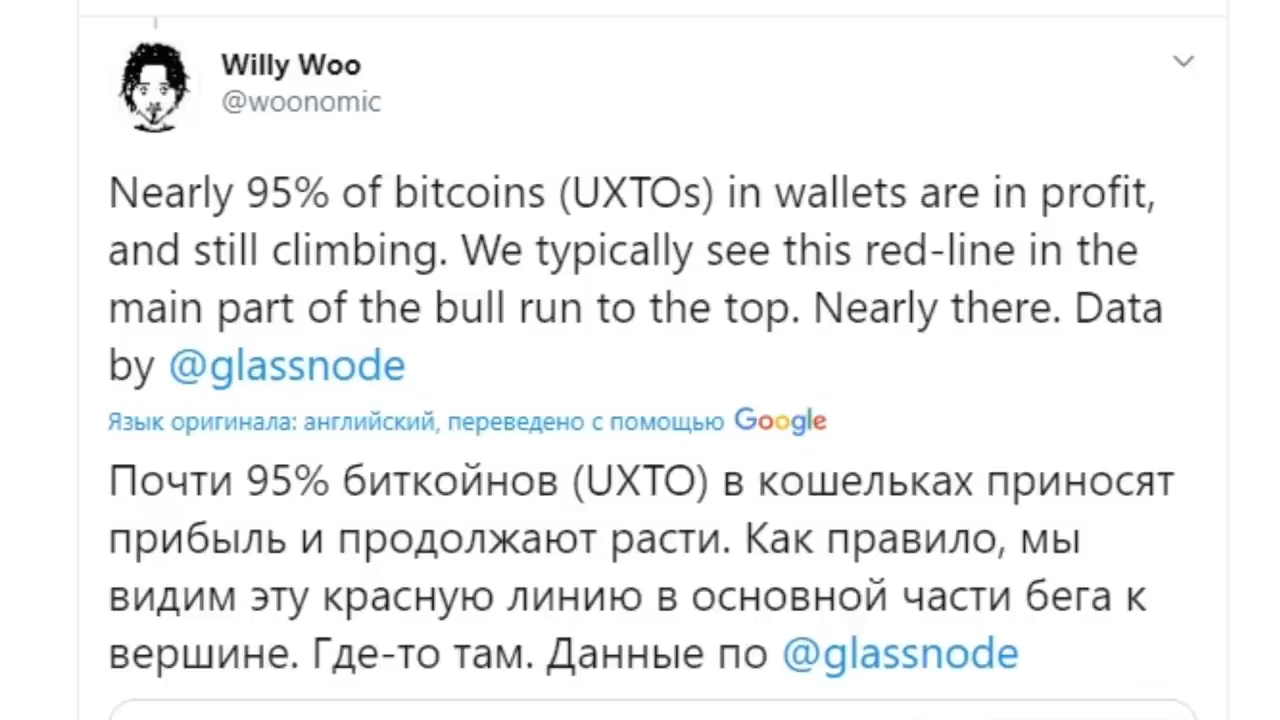 Willy Woo
@woonomic
Nearly 95% of bitcoins (UXTOs) in wallets are in profit,
and still climbing. We typically see this red-line in the
main part of the bull run to the top. Nearly there. Data
by @glassnode
Язык оригинала: английский, переведено с помощью Google
Почти 95% биткойнов (UXTO) в кошельках приносят
прибыль и продолжают расти. Как правило, мы
видим эту красную линию в основной части бега к
вершине. Где-то там. Данные по @glassnode